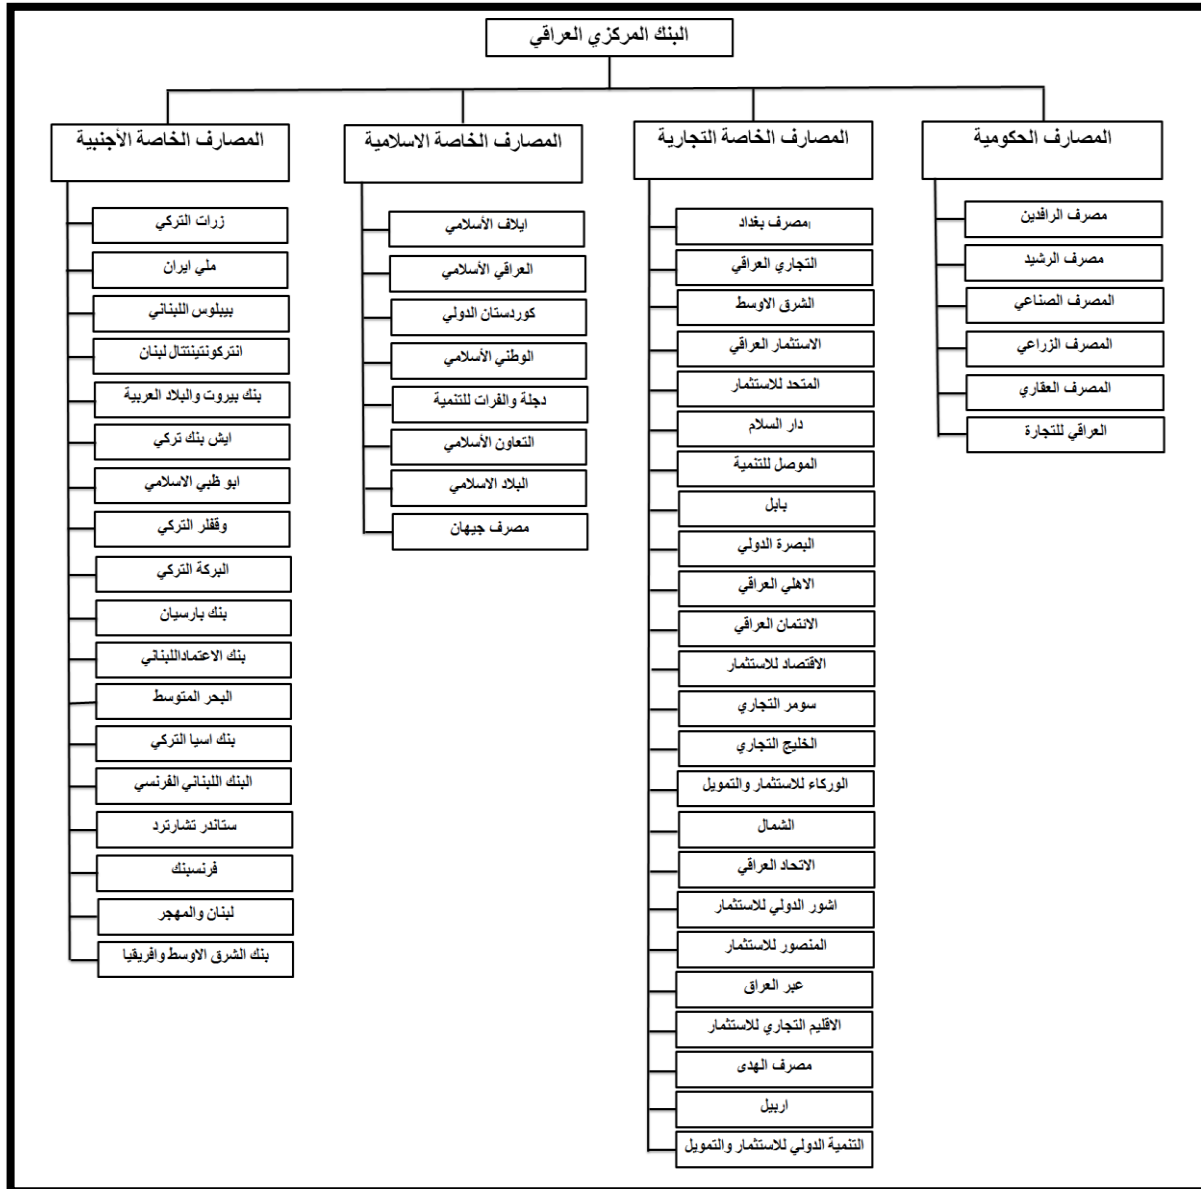 البنك المركزي العراقي
المصارف الحكومية
مصرف الرافدين
مصرف الرشيد
المصرف الصناعي
المصرف الزراعي
المصرف العقاري
العراقي للتجارة
المصارف الخاصة التجارية
مصرف بغداد
التجاري العراقي
الشرق الاوسط
الاستثمار العراقي
المتحد للاستثمار
دار السلام
الموصل للتنمية
بابل
البصرة الدولي
الاهلي العراقي
الائتمان العراقي
الاقتصاد للاستثمار
سومر التجاري
الخليج التجاري
الوركاء للاستثمار والتمويل
الشمال
الاتحاد العراقي
اشور الدولي للاستثمار
المنصور للاستثمار
عبر العراق
الاقليم التجاري للاستثمار
مصرف الهدى
اربيل
التنمية الدولي للاستثمار والتمويل
المصارف الخاصة الاسلامية
ايلاف الأسلامي
العراقي الأسلامي
كوردستان الدولي
الوطني الأسلامي
دجلة والفرات للتنمية
التعاون الأسلامي
البلاد الاسلامي
مصرف جيهان
المصارف الخاصة الأجنبية
زرات التركي
ملي ايران
بيبلوس اللبناني
انتركونتيننتال لبنان
بنك بيروت والبلاد العربية
ايش بنك تركي
ابو ظبي الاسلامي
وقفلر التركي
البركة التركي
بنك بارسيان
بنك الاعتماداللبناني
البحر المتوسط
بنك اسيا التركي
البنك اللبناني الفرنسي
ستاندر تشارترد
فرنسبنك
لبنان والمهجر
بنك الشرق الاوسط وافريقيا